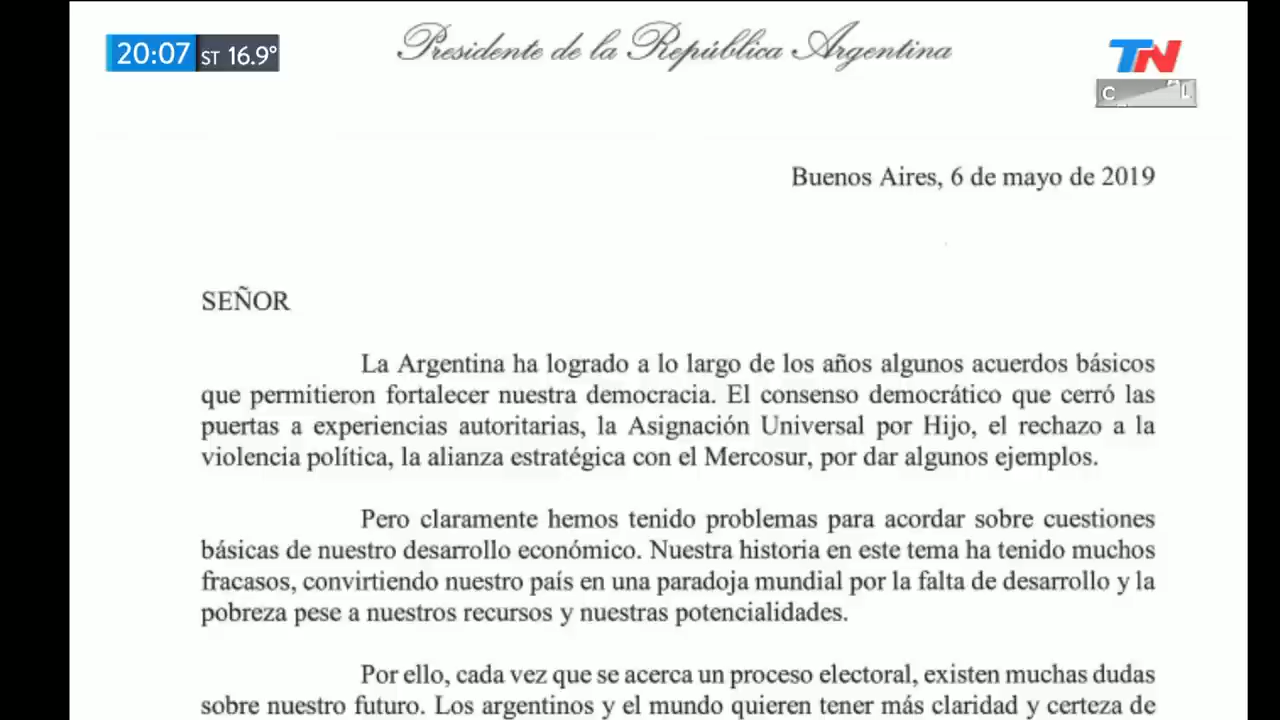 20:07 ST 16.9°
Presidente de la República Argentina
TN
Buenos Aires, 6 de mayo de 2019
SEÑOR
La Argentina ha logrado a lo largo de los años algunos acuerdos básicos
que permitieron fortalecer nuestra democracia. El consenso democrático que cerró las
puertas a experiencias autoritarias, la Asignación Universal por Hijo, el rechazo a la
violencia política, la alianza estratégica con el Mercosur, por dar algunos ejemplos.
Pero claramente hemos tenido problemas para acordar sobre cuestiones
básicas de nuestro desarrollo económico. Nuestra historia en este tema ha tenido muchos
fracasos, convirtiendo nuestro país en una paradoja mundial por la falta de desarrollo y la
pobreza pese a nuestros recursos y nuestras potencialidades.
Por ello, cada vez que se acerca un proceso electoral, existen muchas dudas
sobre nuestro futuro. Los argentinos y el mundo quieren tener más claridad y certeza de